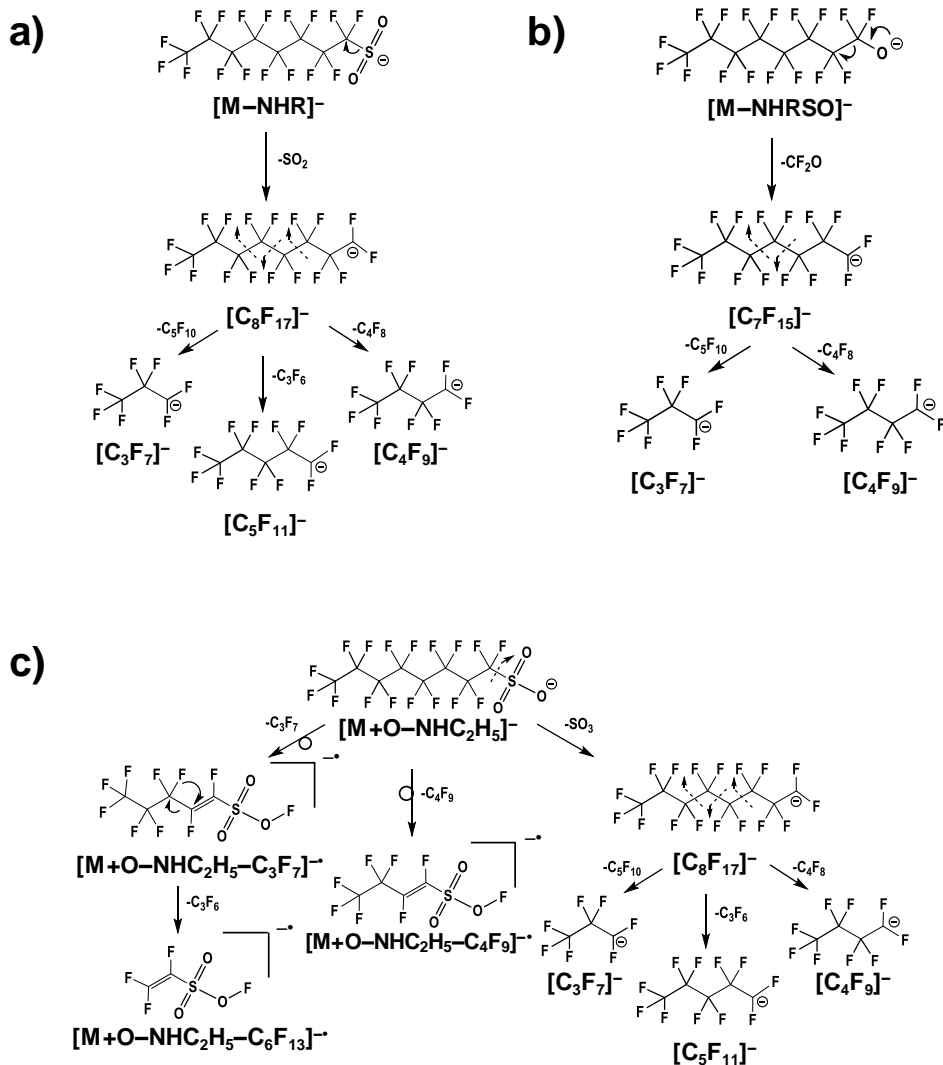 a)
F F F F F F F F O
F F F F F F F F F S ⊖
O
[M–NHR]⁻
-SO₂
F F F F F F F
F F F F F F F F F ⊖ F
[C₈F₁₇]⁻
-C₅F₁₀
-C₃F₆
-C₄F₈
F F F F F F ⊖
[C₃F₇]⁻
F F F F F F F F F F ⊖
[C₅F₁₁]⁻
F F F F F F F F F ⊖
[C₄F₉]⁻
b)
F F F F F F F F
F F F F F F F F F O ⊖
[M–NHRSO]⁻
-CF₂O
F F F F F F F
F F F F F F F F ⊖
[C₇F₁₅]⁻
-C₅F₁₀
-C₄F₈
F F F F F F F ⊖
[C₃F₇]⁻
F F F F F F F F F ⊖
[C₄F₉]⁻
c)
F F F F F F F F O
F F F F F F F F F S O ⊖
O
[M+O–NHC₂H₅]⁻
-C₃F₇
-C₄F₉
-SO₃
–•
F F F F F O
F F F F F S O F
O
[M+O–NHC₂H₅–C₃F₇]⁻•
-C₃F₆
–•
F F F S O O O F
[M+O–NHC₂H₅–C₆F₁₃]⁻•
–•
F F F O
F F F F S O F
O
[M+O–NHC₂H₅–C₄F₉]⁻•
F F F F F F F
F F F F F F F F F ⊖ F
[C₈F₁₇]⁻
-C₅F₁₀
-C₃F₆
-C₄F₈
F F F F F F F ⊖
[C₃F₇]⁻
F F F F F F F F F F F ⊖
[C₅F₁₁]⁻
F F F F F F F F F ⊖
[C₄F₉]⁻